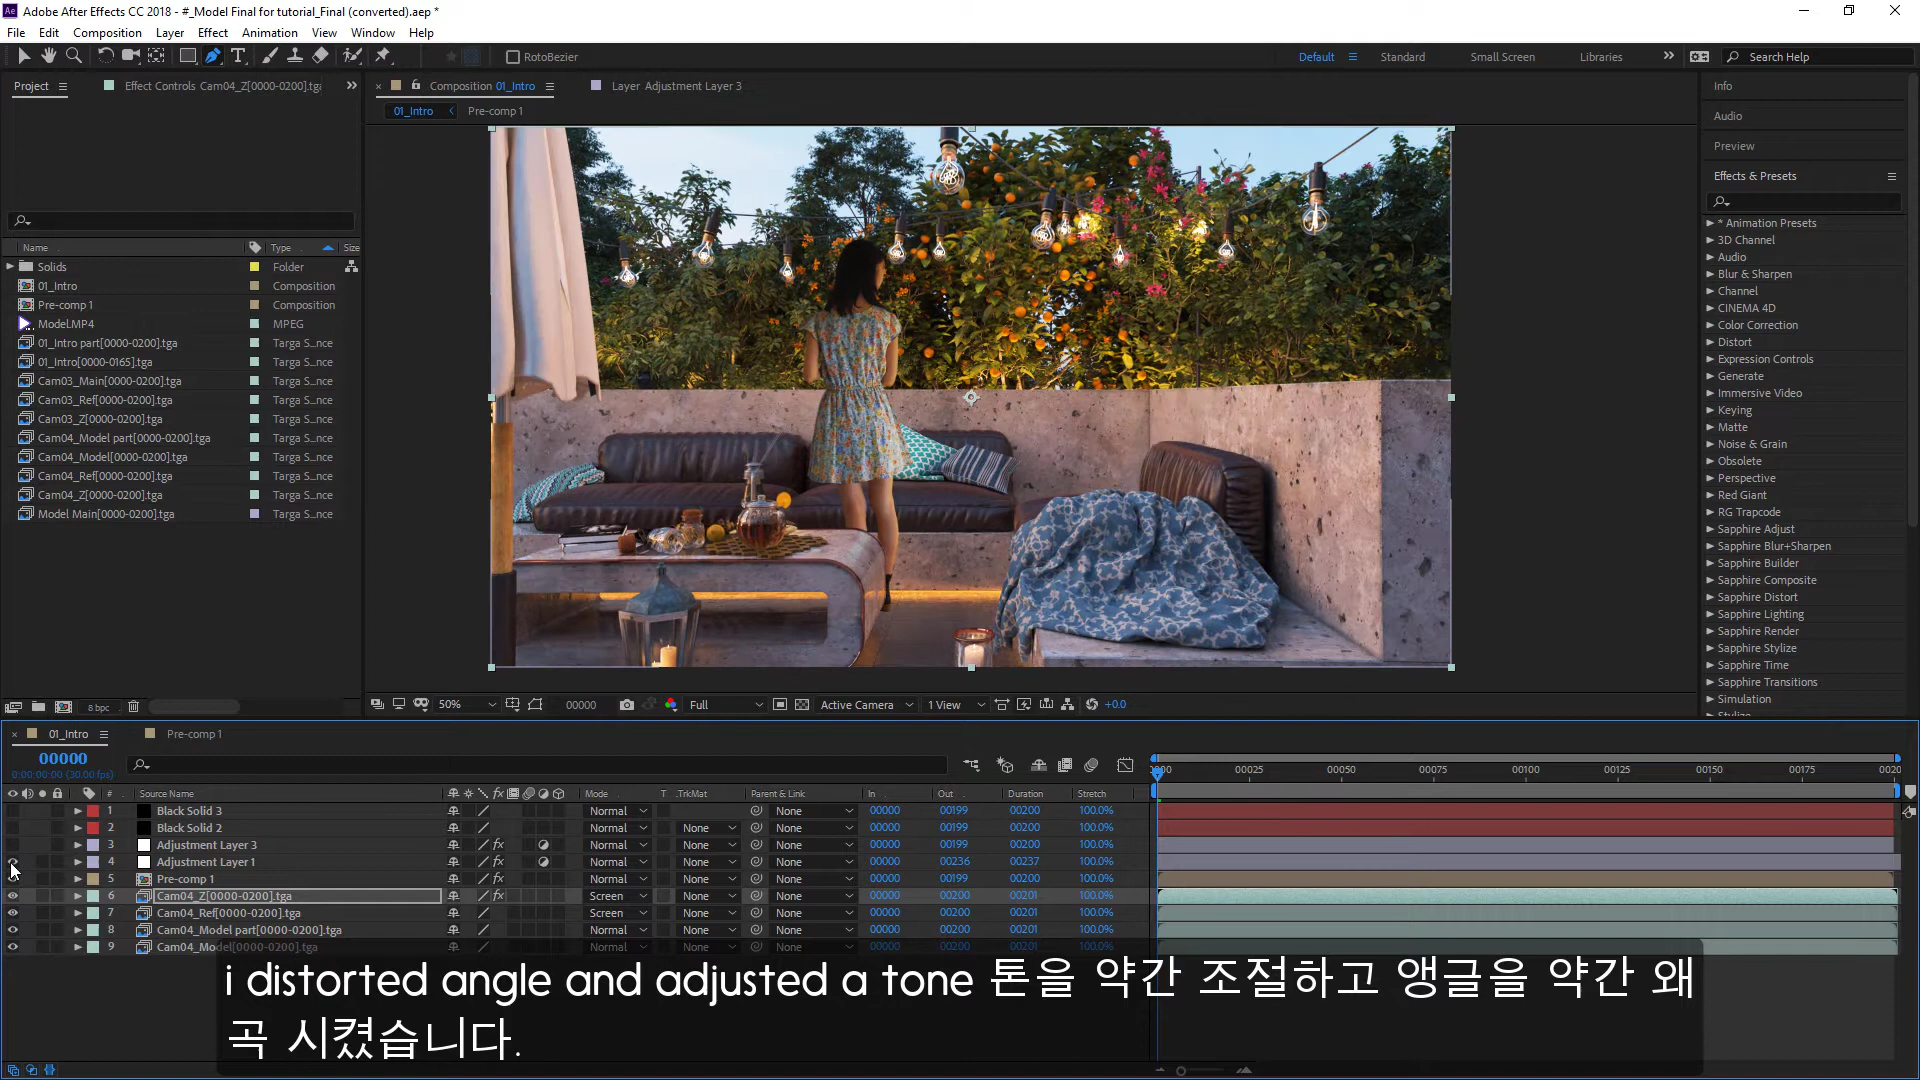 Adobe After Effects CC 2018 - #_Model Final for tutorial_Final (converted).aep *
File Edit Composition Layer Effect Animation View Window Help
RotoBezier Default Standard Small Screen Libraries Search Help
Project Effect Controls Cam04_Z[0000-0200].tga
Composition 01_Intro Layer Adjustment Layer 3
01_Intro Pre-comp 1
Name Type Size
Solids Folder
01_Intro Composition
Pre-comp 1 Composition
Model.MP4 MPEG
01_Intro part[0000-0200].tga Targa S...nce
01_Intro[0000-0165].tga Targa S...nce
Cam03_Main[0000-0200].tga Targa S...nce
Cam03_Ref[0000-0200].tga Targa S...nce
Cam03_Z[0000-0200].tga Targa S...nce
Cam04_Model part[0000-0200].tga Targa S...nce
Cam04_Model[0000-0200].tga Targa S...nce
Cam04_Ref[0000-0200].tga Targa S...nce
Cam04_Z[0000-0200].tga Targa S...nce
Model Main[0000-0200].tga Targa S...nce
8 bpc
50% 00000 Full Active Camera 1 View +0.0
Info
Audio
Preview
Effects & Presets
* Animation Presets
3D Channel
Audio
Blur & Sharpen
Channel
CINEMA 4D
Color Correction
Distort
Expression Controls
Generate
Immersive Video
Keying
Matte
Noise & Grain
Obsolete
Perspective
Red Giant
RG Trapcode
Sapphire Adjust
Sapphire Blur+Sharpen
Sapphire Builder
Sapphire Composite
Sapphire Distort
Sapphire Lighting
Sapphire Render
Sapphire Stylize
Sapphire Time
Sapphire Transitions
Simulation
Stylize
01_Intro Pre-comp 1
00000
0:00:00:00 (30.00 fps)
00025 00050 00075 00100 00125 00150 00175 0020
# Source Name Mode T .TrkMat Parent & Link In Out Duration Stretch
1 Black Solid 3 Normal None 00000 00199 00200 100.0%
2 Black Solid 2 Normal None None 00000 00199 00200 100.0%
3 Adjustment Layer 3 fx Normal None None 00000 00199 00200 100.0%
4 Adjustment Layer 1 fx Normal None None 00000 00236 00237 100.0%
5 Pre-comp 1 Normal None None 00000 00199 00200 100.0%
6 Cam04_Z[0000-0200].tga fx Screen None None 00000 00200 00201 100.0%
7 Cam04_Ref[0000-0200].tga Screen None None 00000 00200 00201 100.0%
8 Cam04_Model part[0000-0200].tga Normal None None 00000 00200 00201 100.0%
9 Cam04_Model[0000-0200].tga Normal None None 00000 00200 00201 100.0%
i distorted angle and adjusted a tone 톤을 약간 조절하고 앵글을 약간 왜
곡 시켰습니다.